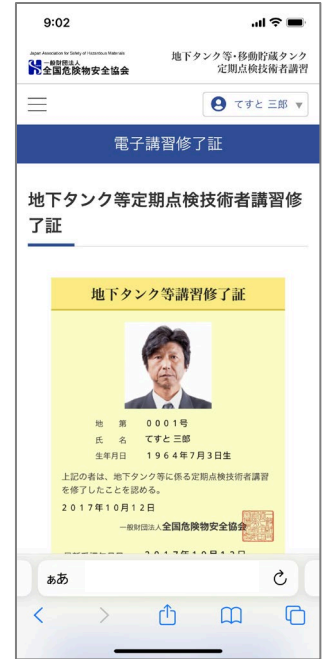 9:02
Japan Association for Safety of Hazardous Materials
一般財団法人
全国危険物安全協会
地下タンク等・移動貯蔵タンク
定期点検技術者講習
てすと 三郎 ▼
電子講習修了証
地下タンク等定期点検技術者講習修
了証
地下タンク等講習修了証
地 第 0001号
氏 名 てすと 三郎
生年月日 1964年7月3日生
上記の者は、地下タンク等に係る定期点検技術者講習
を修了したことを認める。
2017年10月12日
一般財団法人全国危険物安全協会
ぁあ